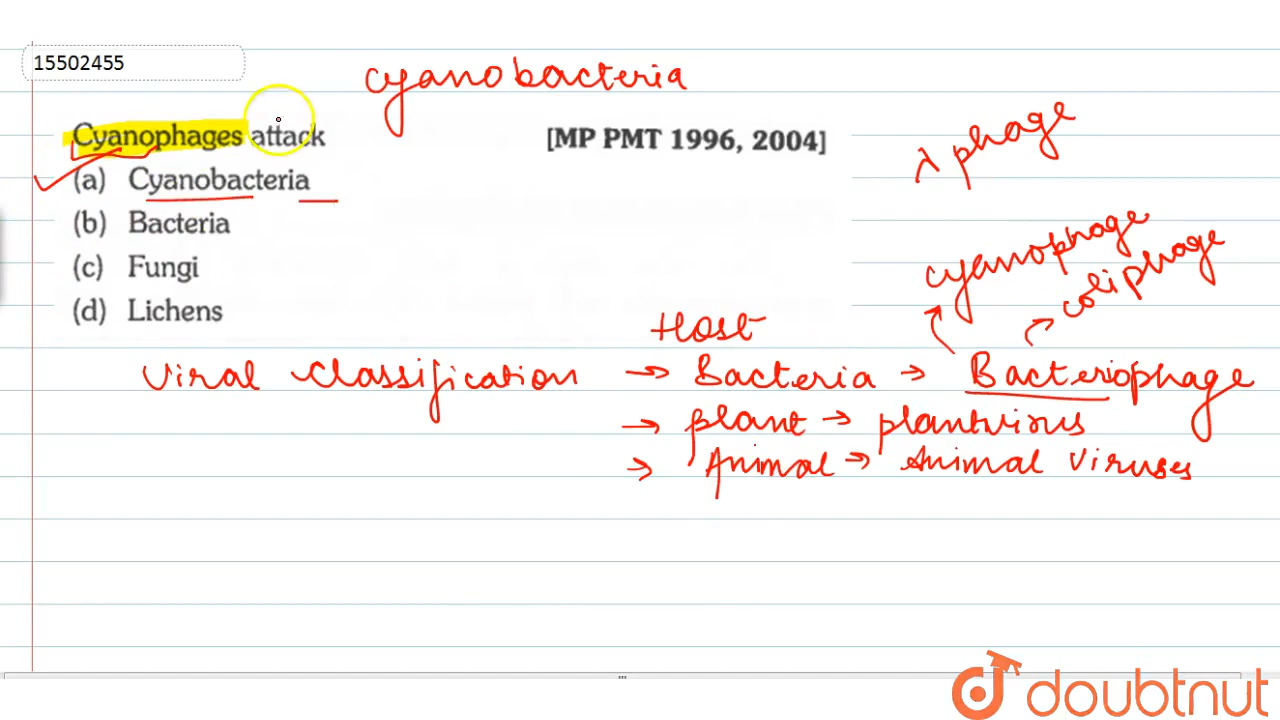 15502455
cyanobacteria
Cyanophages attack [MP PMT 1996, 2004]
(a) Cyanobacteria
(b) Bacteria
(c) Fungi
(d) Lichens
λ phage
cyanophage
coliphage
Host
Viral Classification → Bacteria → Bacteriophage
→ plant → plantvirus
→ Animal → Animal Viruses
doubtnut